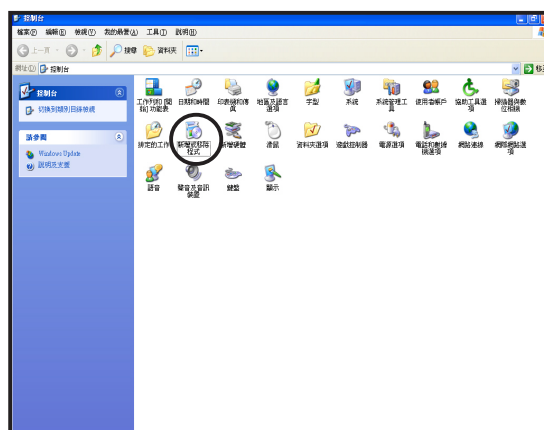 控制台
檔案(F) 編輯(E) 檢視(V) 我的最愛(A) 工具(T) 說明(H)
上一頁 搜尋 資料夾
網址(D) 控制台 移至
控制台
切換到類別目錄檢視
請參閱
Windows Update
說明及支援
工作列和 [開始] 功能表
日期和時間
印表機和傳真
地區及語言選項
字型
系統
系統管理工具
使用者帳戶
協助工具選項
掃描器與數位相機
排定的工作
新增或移除程式
新增硬體
滑鼠
資料夾選項
遊戲控制器
電源選項
電話和數據機選項
網路連線
網際網路選項
語音
聲音及音訊裝置
鍵盤
顯示